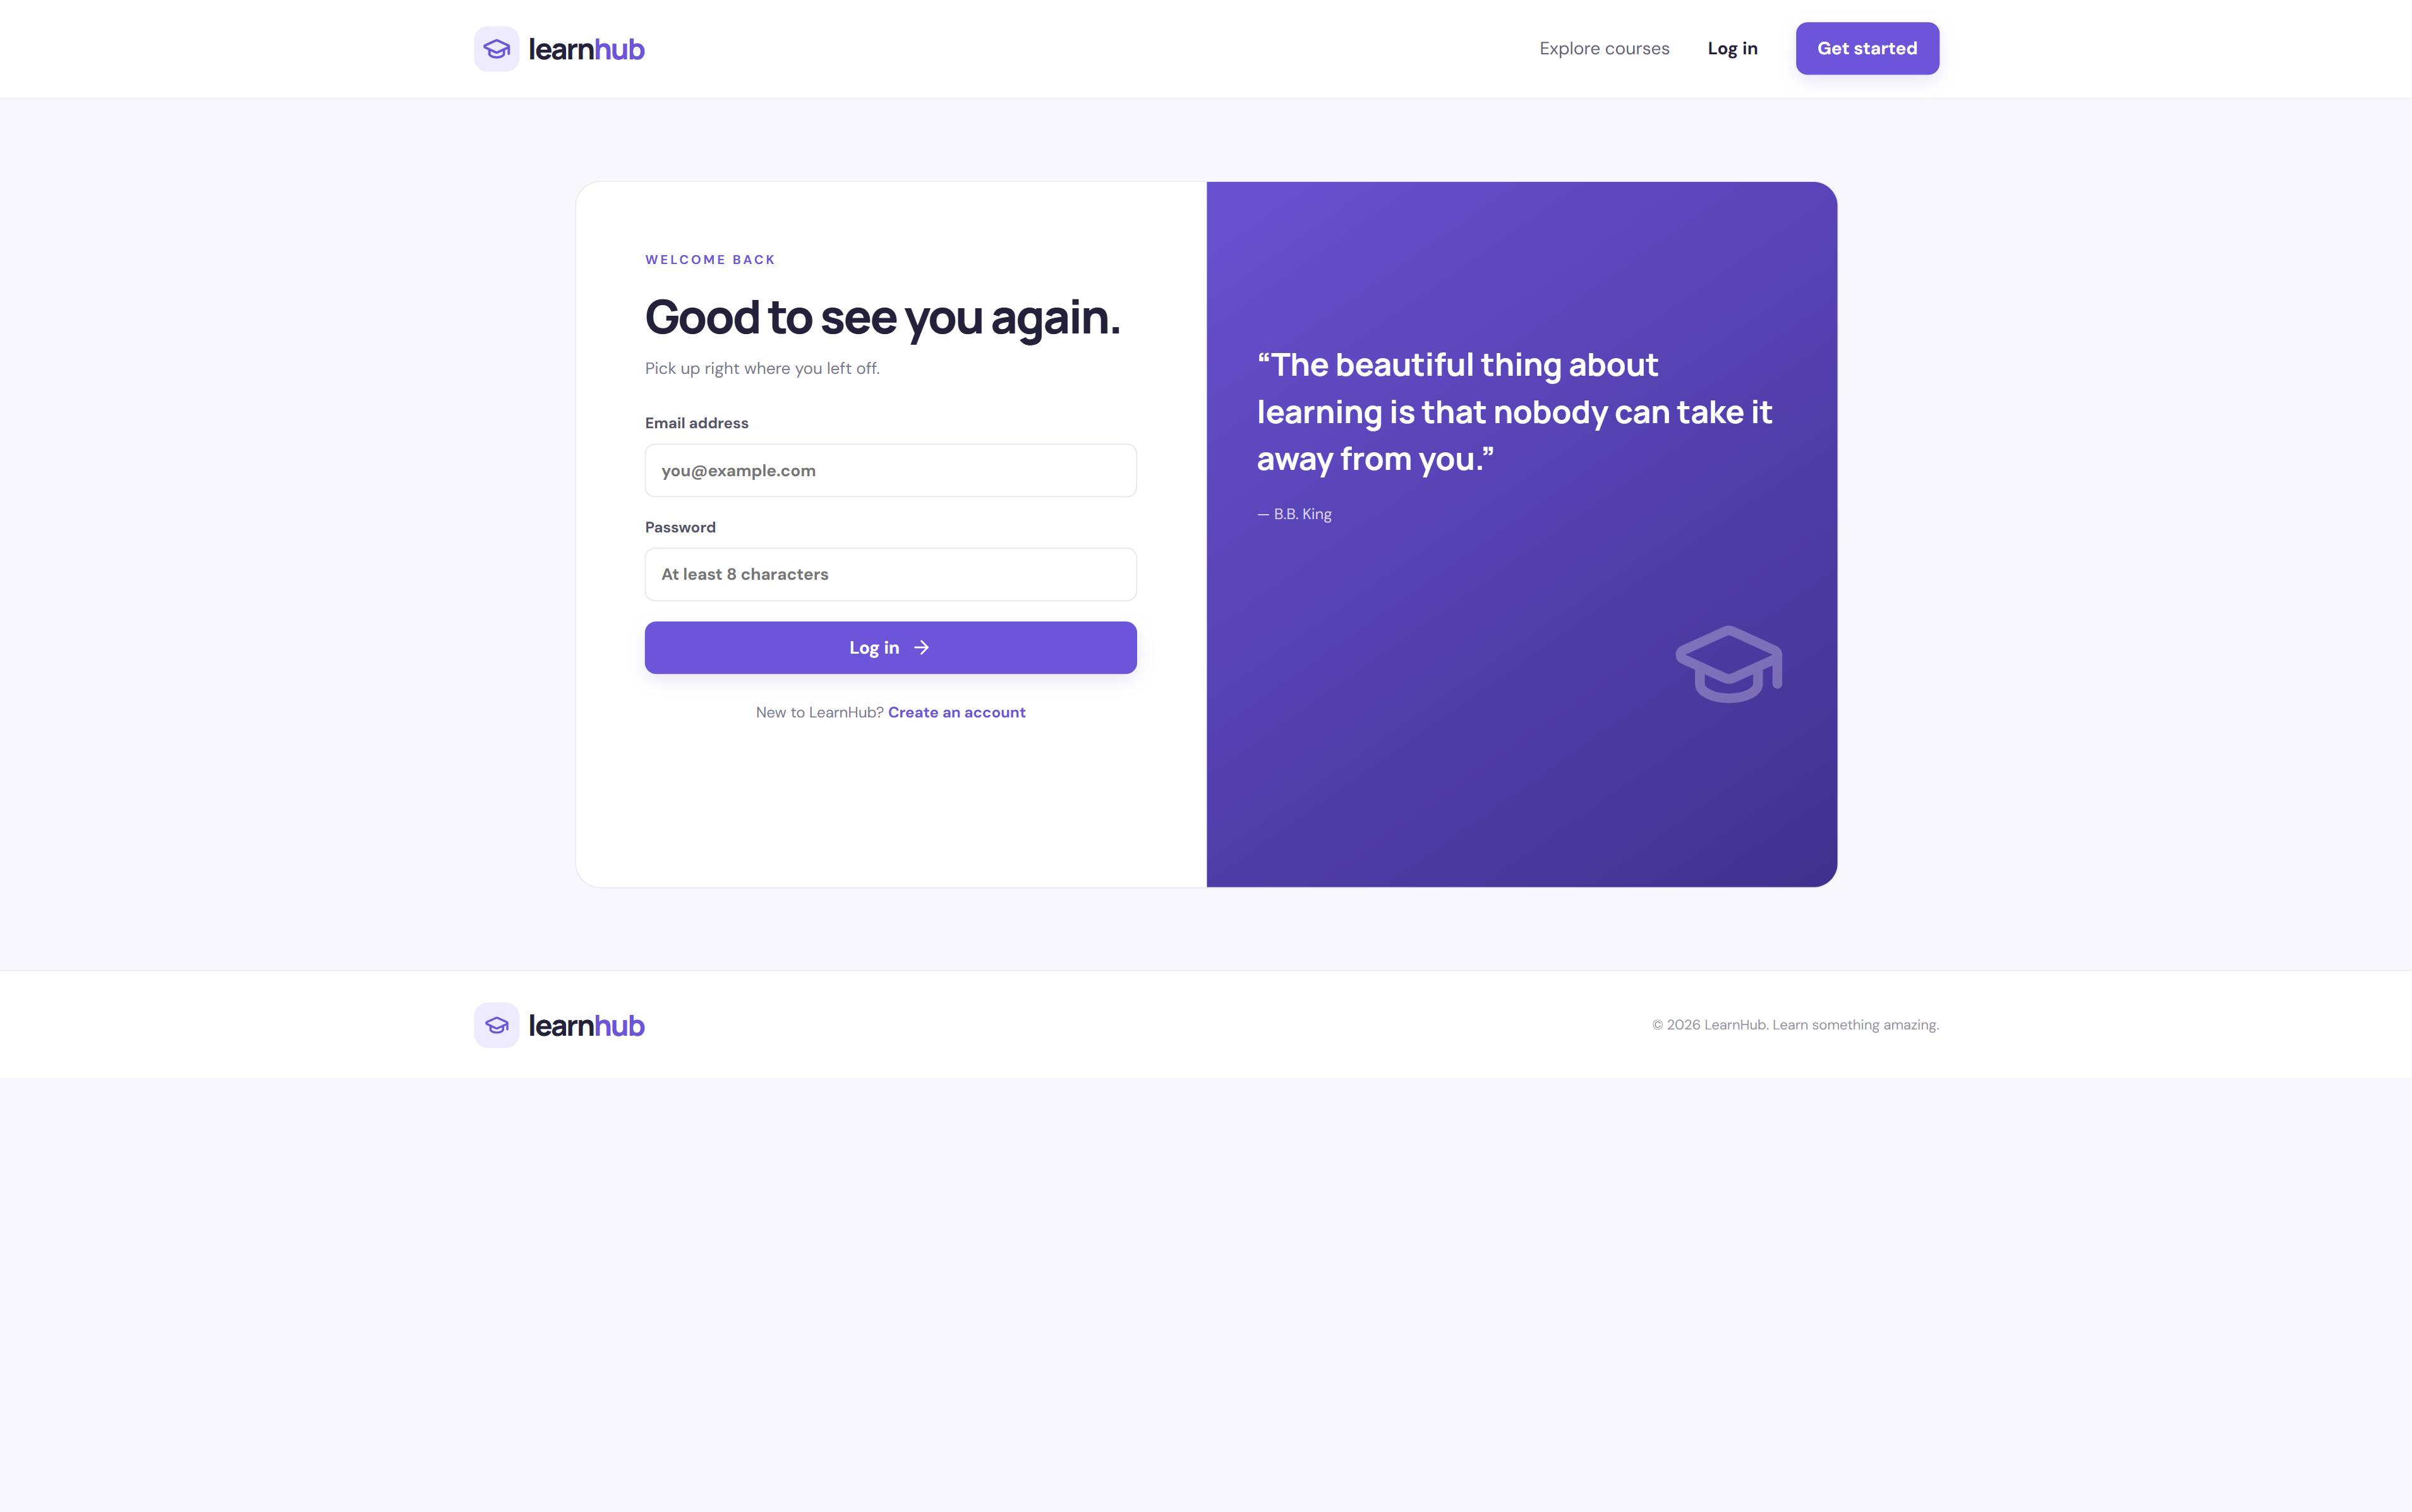 learnhub
Explore courses
Log in
Get started
WELCOME BACK
Good to see you again.
Pick up right where you left off.
Email address
you@example.com
Password
At least 8 characters
Log in
New to LearnHub? Create an account
“The beautiful thing about
learning is that nobody can take it
away from you.”
— B.B. King
learnhub
© 2026 LearnHub. Learn something amazing.